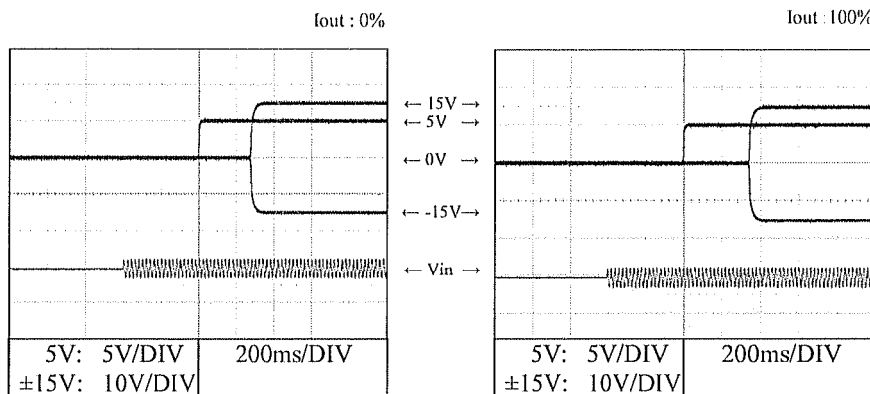 Iout : 0%
Iout : 100%
← 15V →
← 5V →
← 0V →
← -15V →
← Vin →
5V: 5V/DIV
±15V: 10V/DIV
200ms/DIV
5V: 5V/DIV
±15V: 10V/DIV
200ms/DIV